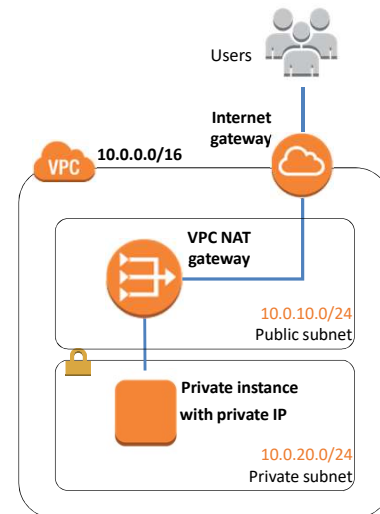 Users
Internet
gateway
10.0.0.0/16
VPC
VPC NAT
gateway
10.0.10.0/24
Public subnet
Private instance
with private IP
10.0.20.0/24
Private subnet